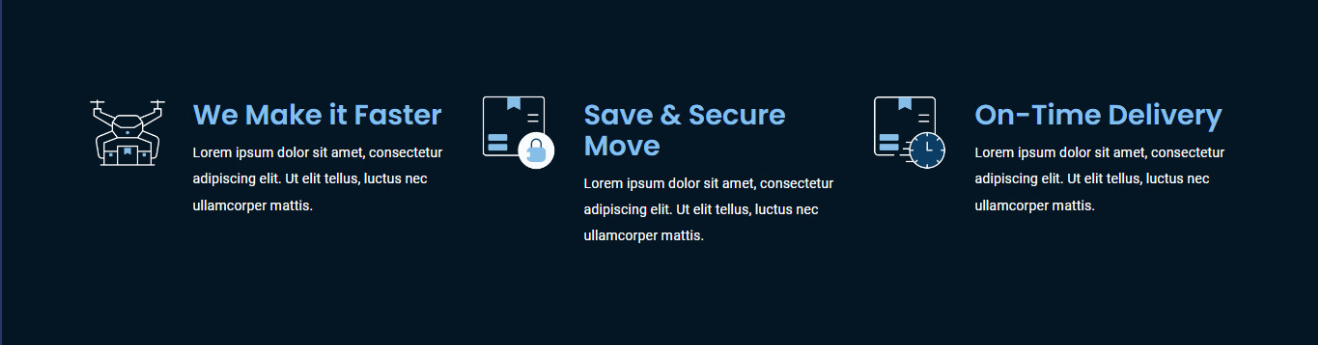 We Make it Faster
Lorem ipsum dolor sit amet, consectetur
adipiscing elit. Ut elit tellus, luctus nec
ullamcorper mattis.
Save & Secure
Move
Lorem ipsum dolor sit amet, consectetur
adipiscing elit. Ut elit tellus, luctus nec
ullamcorper mattis.
On-Time Delivery
Lorem ipsum dolor sit amet, consectetur
adipiscing elit. Ut elit tellus, luctus nec
ullamcorper mattis.